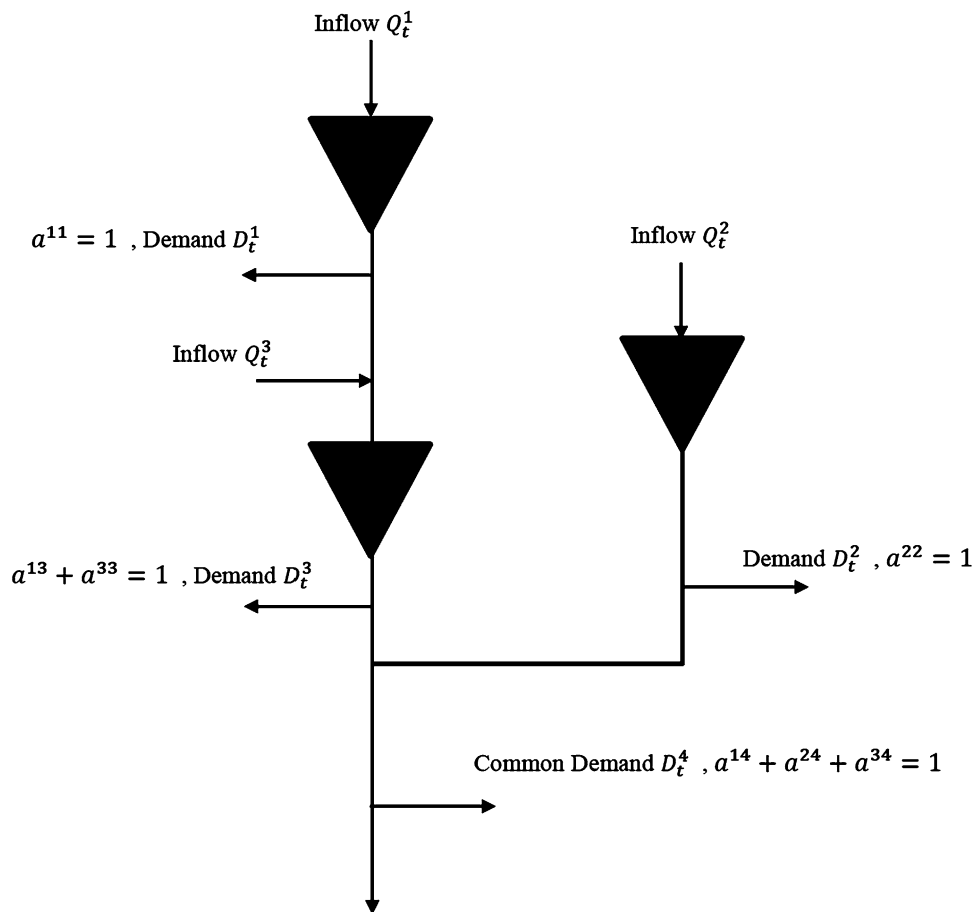 Inflow $Q_t^1$
$a^{11} = 1$ , Demand $D_t^1$
Inflow $Q_t^2$
Inflow $Q_t^3$
Demand $D_t^2$ , $a^{22} = 1$
$a^{13} + a^{33} = 1$ , Demand $D_t^3$
Common Demand $D_t^4$ , $a^{14} + a^{24} + a^{34} = 1$